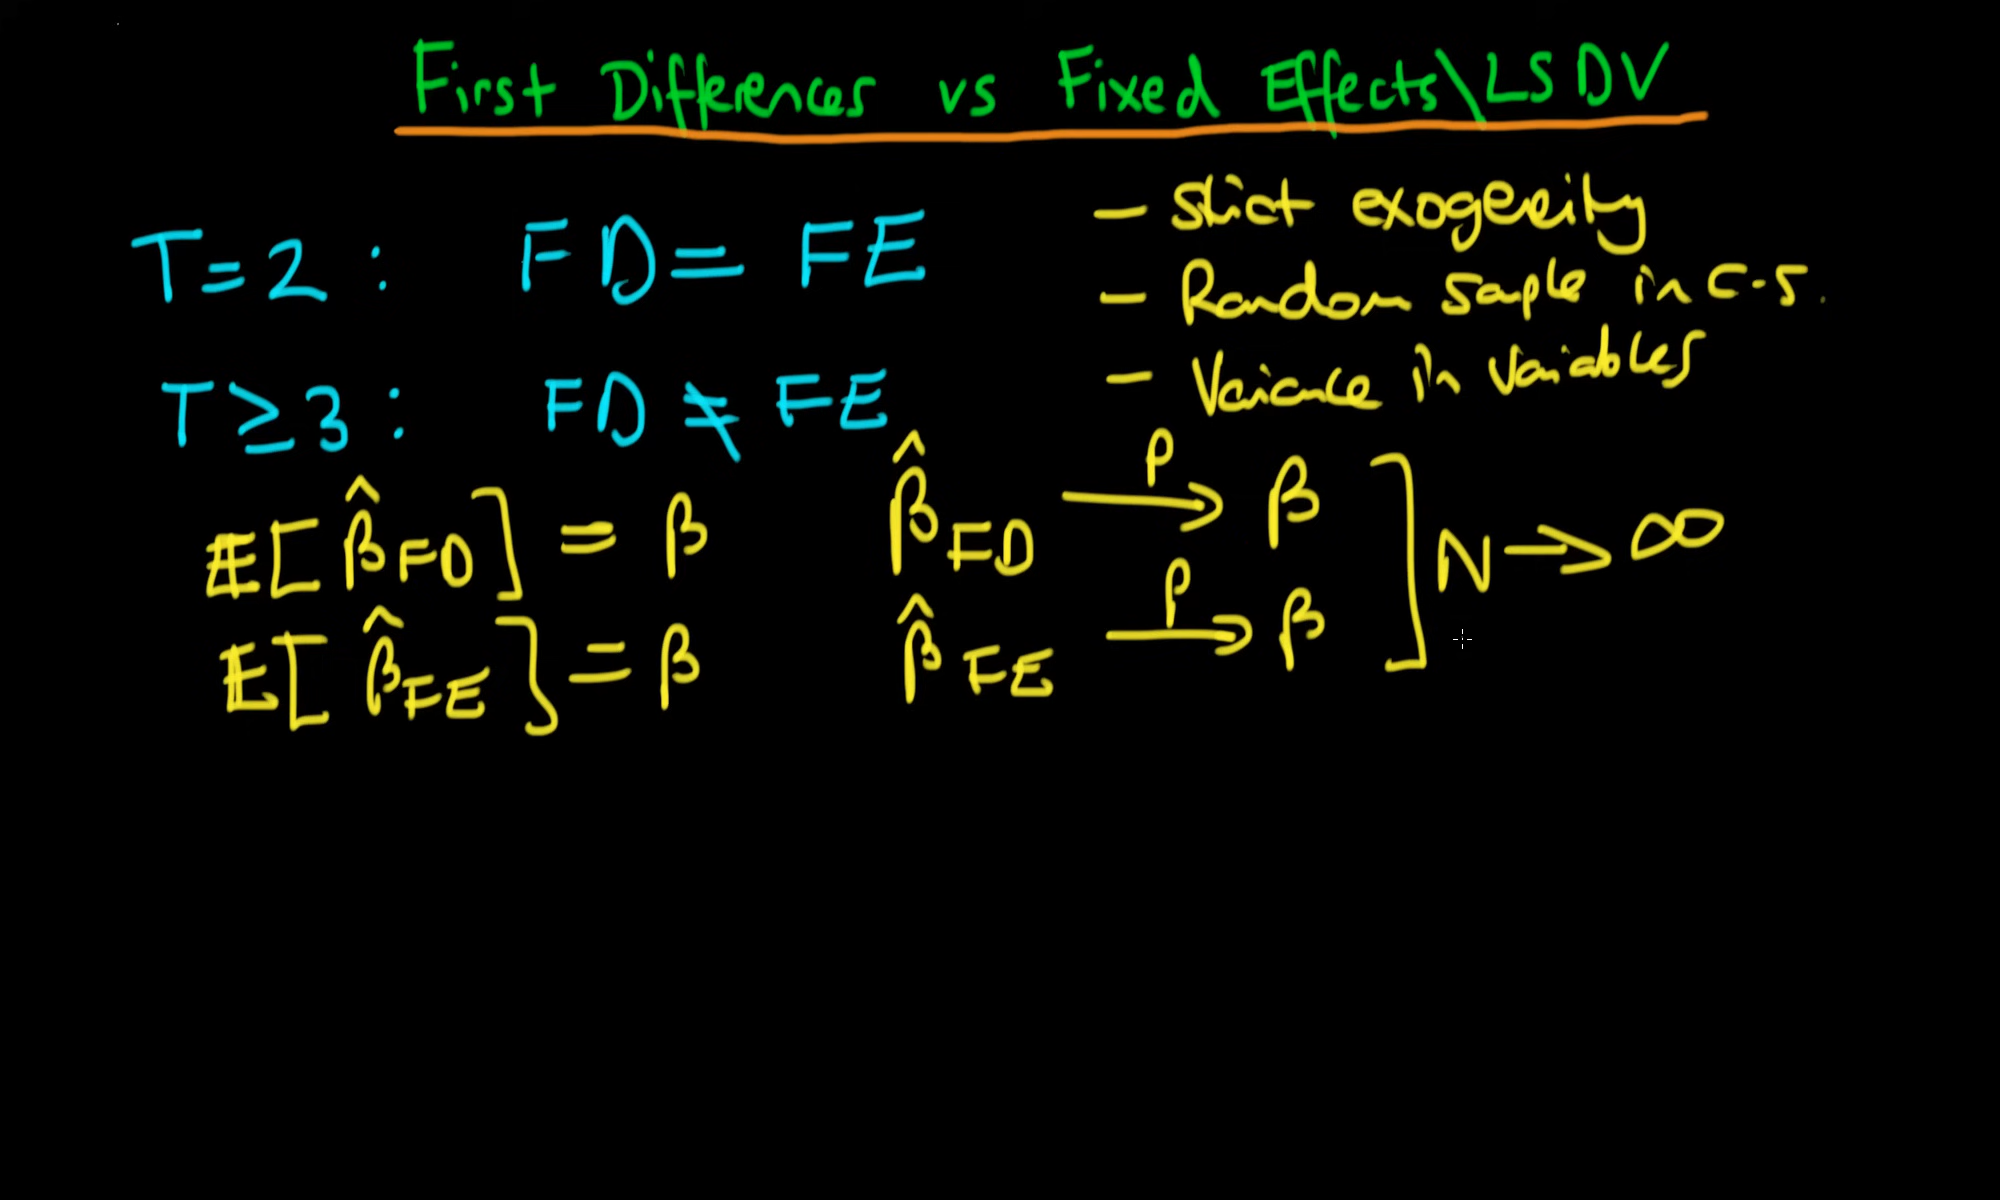 First Differences vs Fixed Effects\LSDV
T=2 : FD= FE
T≥3 : FD ≠ FE
- Strict exogeneity
- Random sample in C-S.
- Variance in variables
E[β̂FD] = β
E[β̂FE] = β
β̂FD →p β
β̂FE →p β
] N→∞